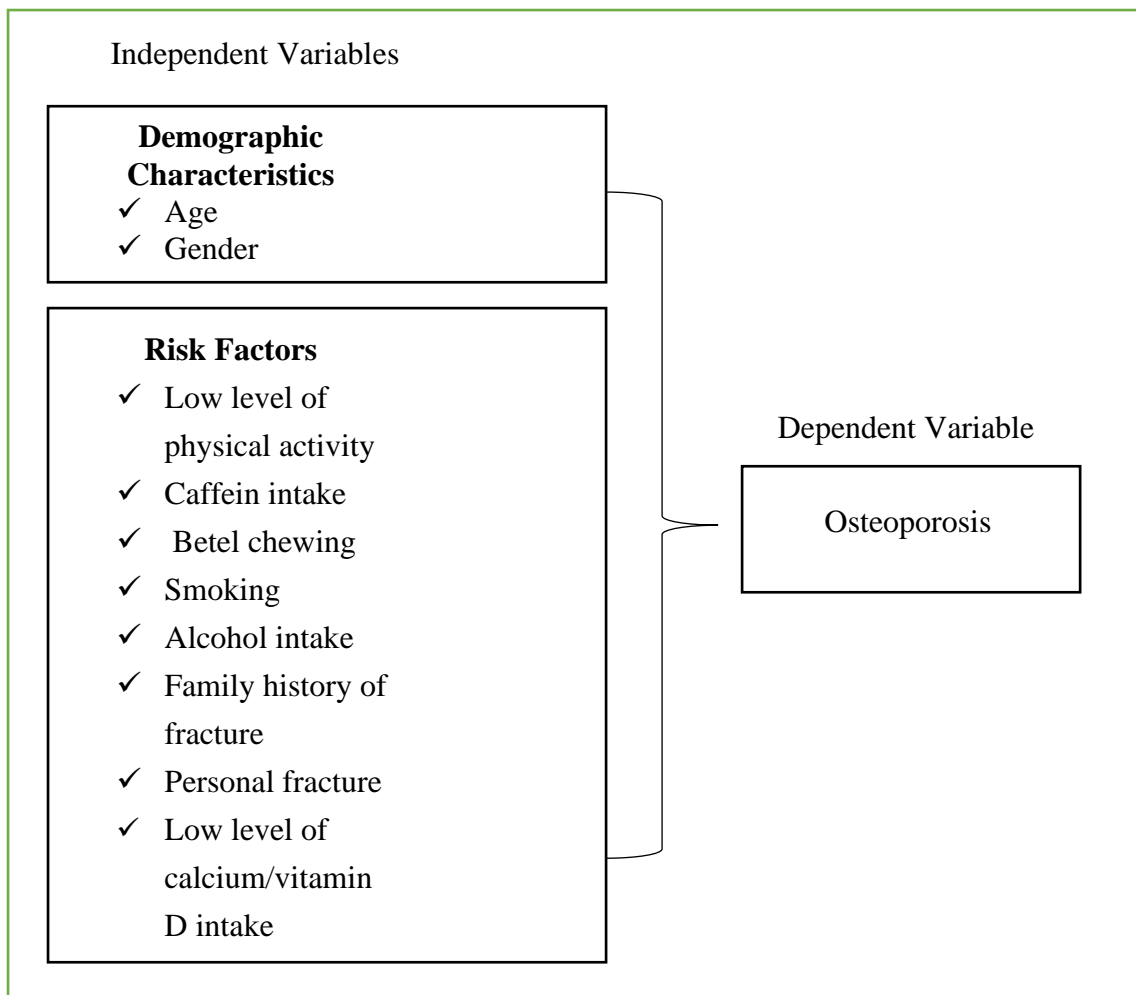 Independent Variables
Demographic
Characteristics
✓ Age
✓ Gender
Risk Factors
✓ Low level of
physical activity
✓ Caffein intake
✓ Betel chewing
✓ Smoking
✓ Alcohol intake
✓ Family history of
fracture
✓ Personal fracture
✓ Low level of
calcium/vitamin
D intake
Dependent Variable
Osteoporosis